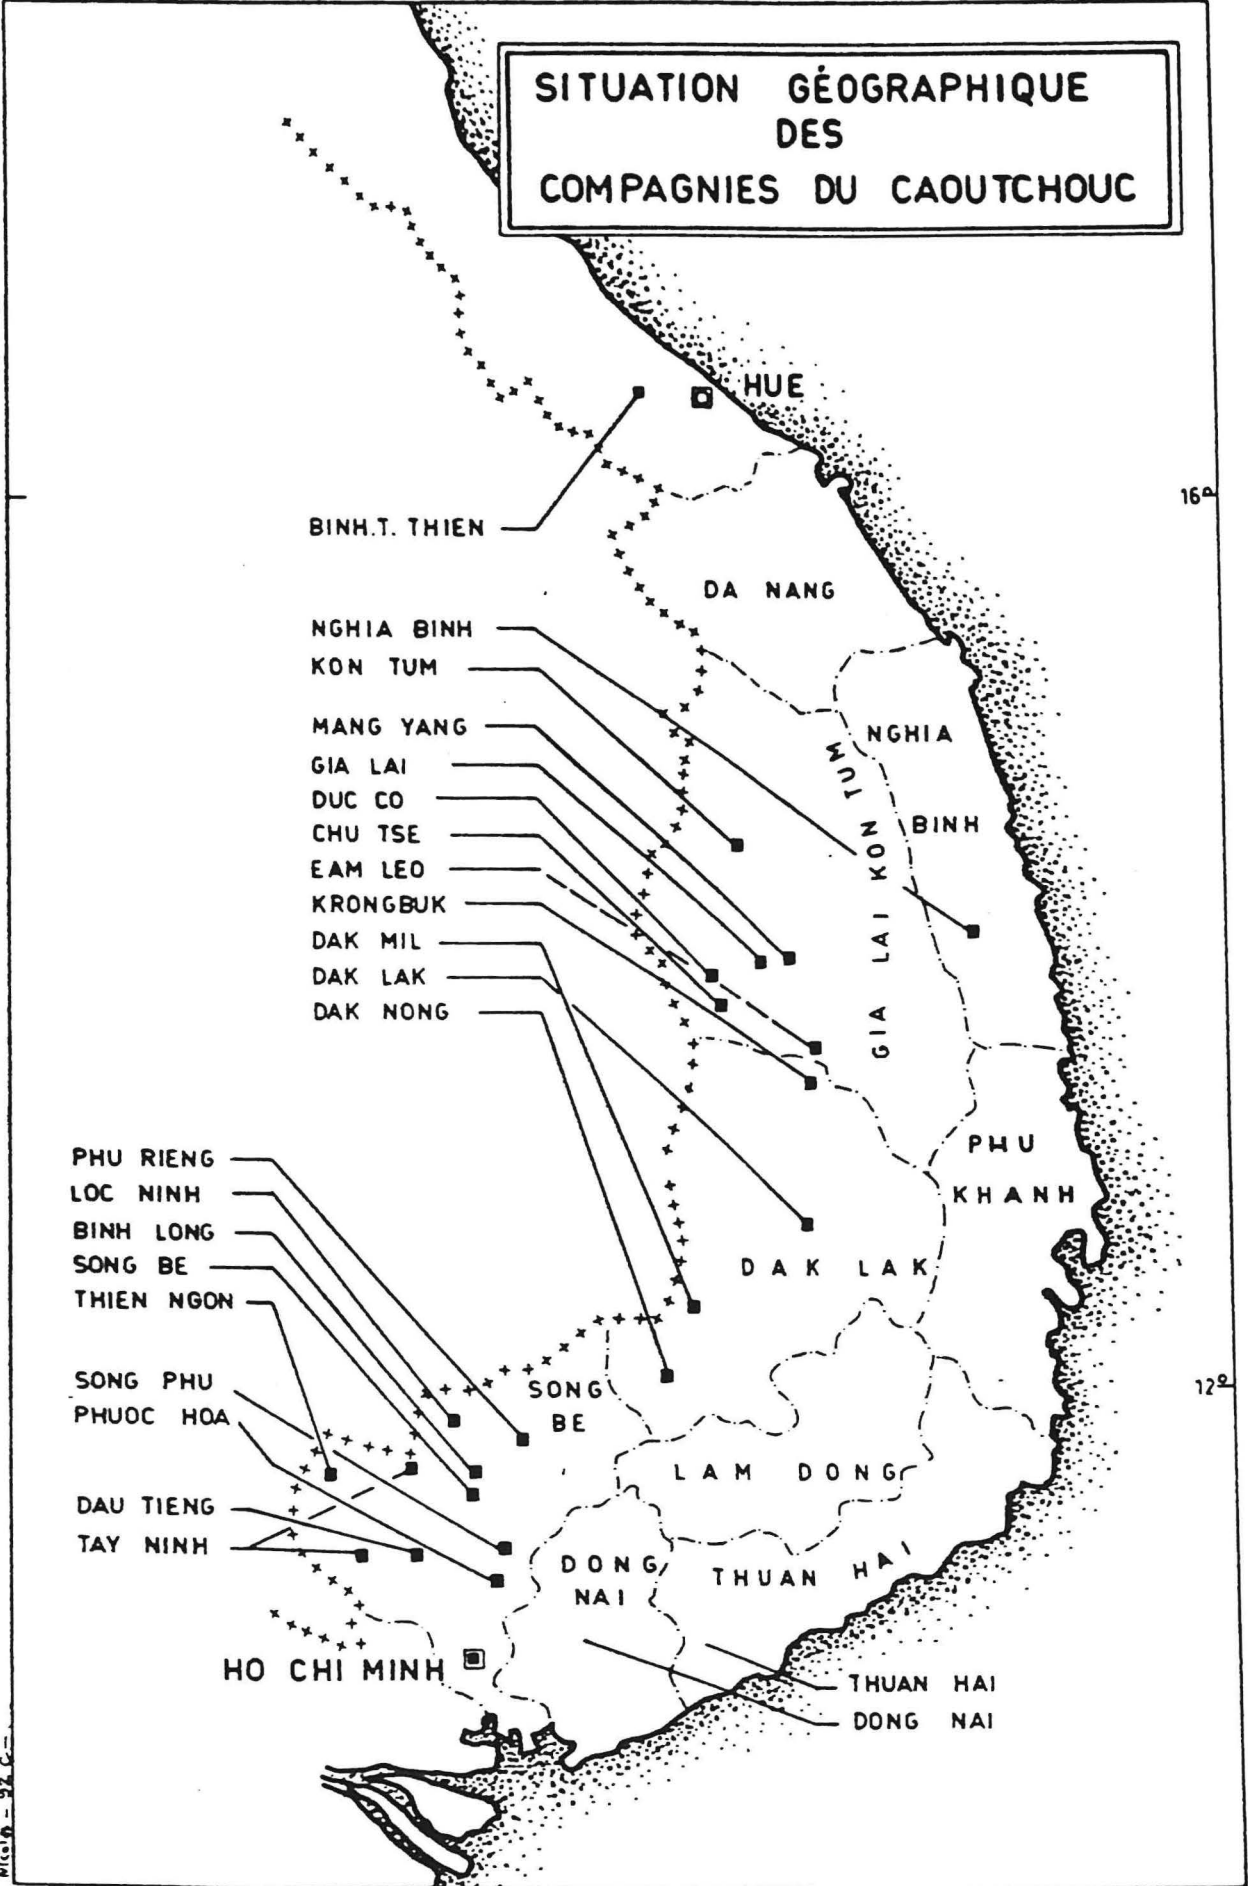 SITUATION GÉOGRAPHIQUE
DES
COMPAGNIES DU CAOUTCHOUC
HUE
16°
BINH.T. THIEN
DA NANG
NGHIA BINH
KON TUM
MANG YANG
GIA LAI
DUC CO
CHU TSE
EAM LEO
KRONGBUK
DAK MIL
DAK LAK
DAK NONG
NGHIA
BINH
GIA LAI KON TUM
PHU
KHANH
PHU RIENG
LOC NINH
BINH LONG
SONG BE
THIEN NGON
SONG PHU
PHUOC HOA
DAU TIENG
TAY NINH
DAK LAK
12°
SONG
BE
LAM DONG
DONG
NAI
THUAN HAI
HO CHI MINH
THUAN HAI
DONG NAI